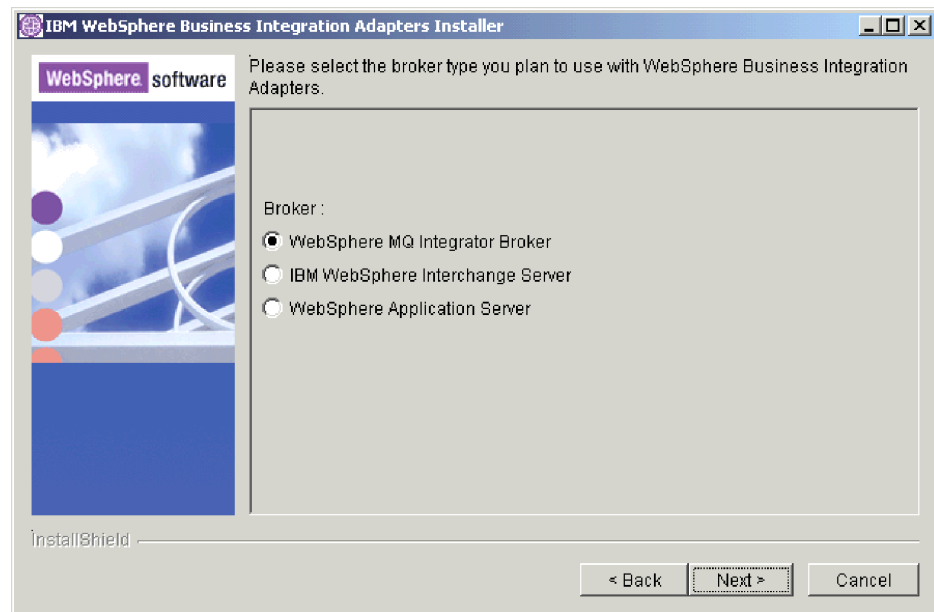 IBM WebSphere Business Integration Adapters Installer
WebSphere software
Please select the broker type you plan to use with WebSphere Business Integration
Adapters.
Broker :
WebSphere MQ Integrator Broker
IBM WebSphere Interchange Server
WebSphere Application Server
InstallShield
< Back
Next >
Cancel